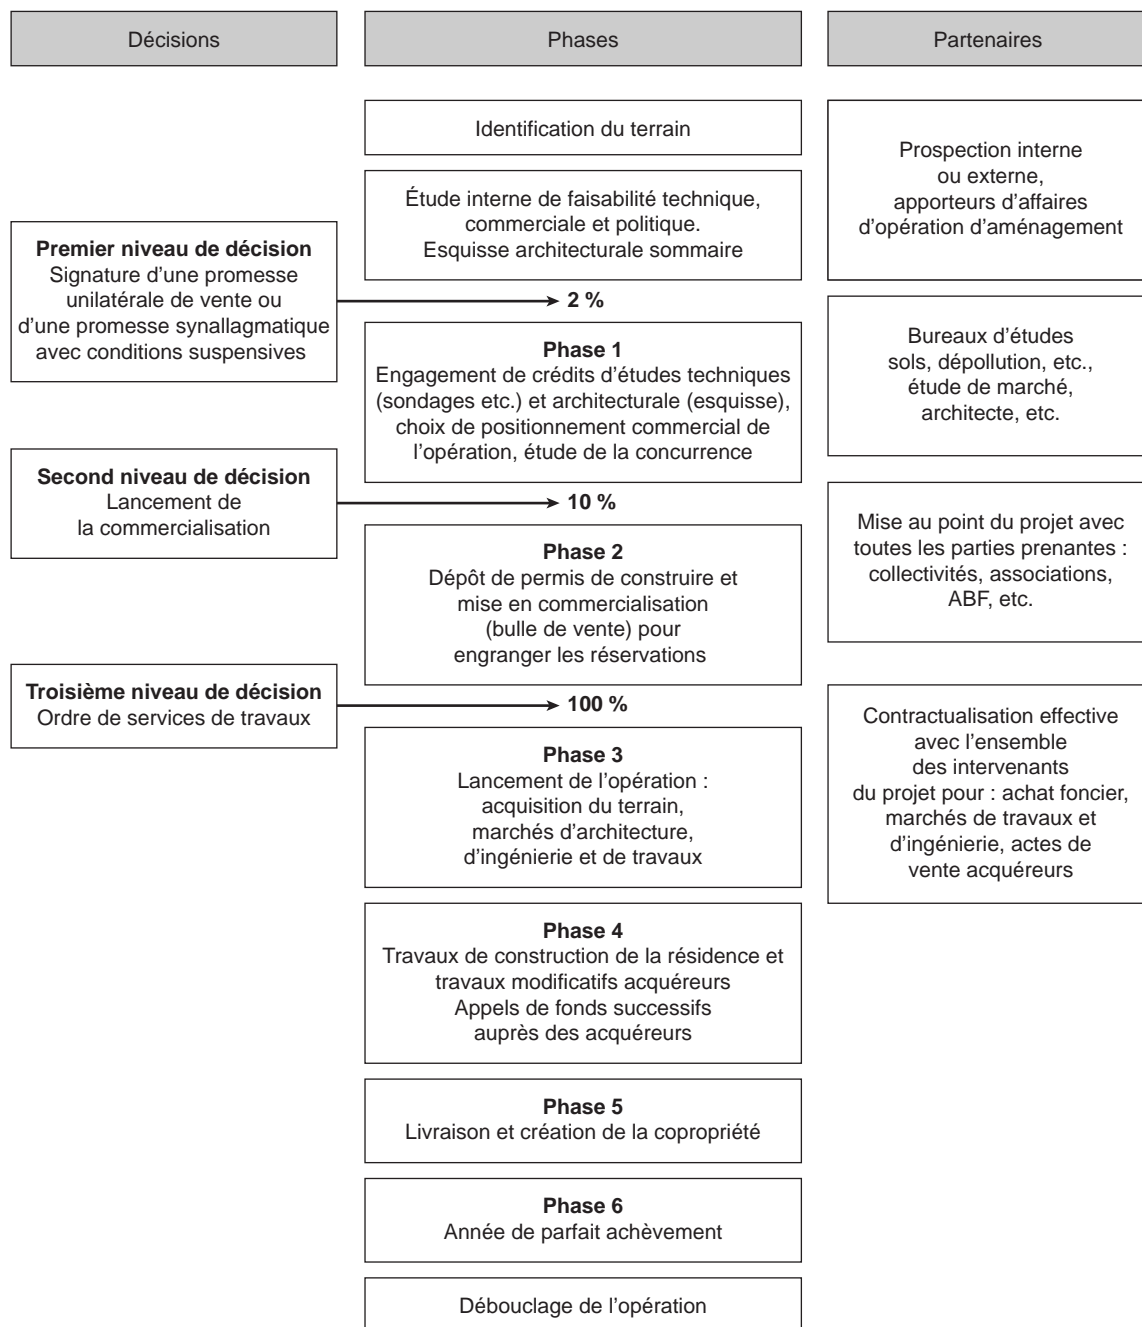 Décisions
Phases
Partenaires
Identification du terrain
Étude interne de faisabilité technique,
commerciale et politique.
Esquisse architecturale sommaire
Prospection interne
ou externe,
apporteurs d’affaires
d’opération d’aménagement
Premier niveau de décision
Signature d’une promesse
unilatérale de vente ou
d’une promesse synallagmatique
avec conditions suspensives
2 %
Phase 1
Engagement de crédits d’études techniques
(sondages etc.) et architecturale (esquisse),
choix de positionnement commercial de
l’opération, étude de la concurrence
Bureaux d’études
sols, dépollution, etc.,
étude de marché,
architecte, etc.
Second niveau de décision
Lancement de
la commercialisation
10 %
Phase 2
Dépôt de permis de construire et
mise en commercialisation
(bulle de vente) pour
engranger les réservations
Mise au point du projet avec
toutes les parties prenantes :
collectivités, associations,
ABF, etc.
Troisième niveau de décision
Ordre de services de travaux
100 %
Phase 3
Lancement de l’opération :
acquisition du terrain,
marchés d’architecture,
d’ingénierie et de travaux
Contractualisation effective
avec l’ensemble
des intervenants
du projet pour : achat foncier,
marchés de travaux et
d’ingénierie, actes de
vente acquéreurs
Phase 4
Travaux de construction de la résidence et
travaux modificatifs acquéreurs
Appels de fonds successifs
auprès des acquéreurs
Phase 5
Livraison et création de la copropriété
Phase 6
Année de parfait achèvement
Débouclage de l’opération